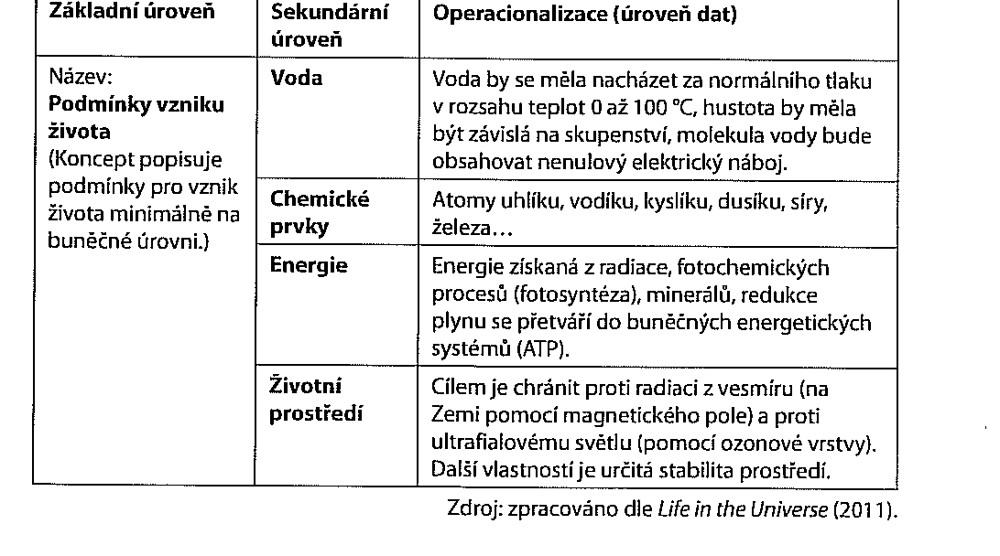 Základní úroveň
Sekundární
úroveň
Operacionalizace (úroveň dat)
Název:
Podmínky vzniku
života
(Koncept popisuje
podmínky pro vznik
života minimálně na
buněčné úrovni.)
Voda
Voda by se měla nacházet za normálního tlaku
v rozsahu teplot 0 až 100 °C, hustota by měla
být závislá na skupenství, molekula vody bude
obsahovat nenulový elektrický náboj.
Chemické
prvky
Atomy uhlíku, vodíku, kyslíku, dusíku, síry,
železa…
Energie
Energie získaná z radiace, fotochemických
procesů (fotosyntéza), minerálů, redukce
plynu se přetváří do buněčných energetických
systémů (ATP).
Životní
prostředí
Cílem je chránit proti radiaci z vesmíru (na
Zemi pomocí magnetického pole) a proti
ultrafialovému světlu (pomocí ozonové vrstvy).
Další vlastností je určitá stabilita prostředí.
Zdroj: zpracováno dle Life in the Universe (2011).